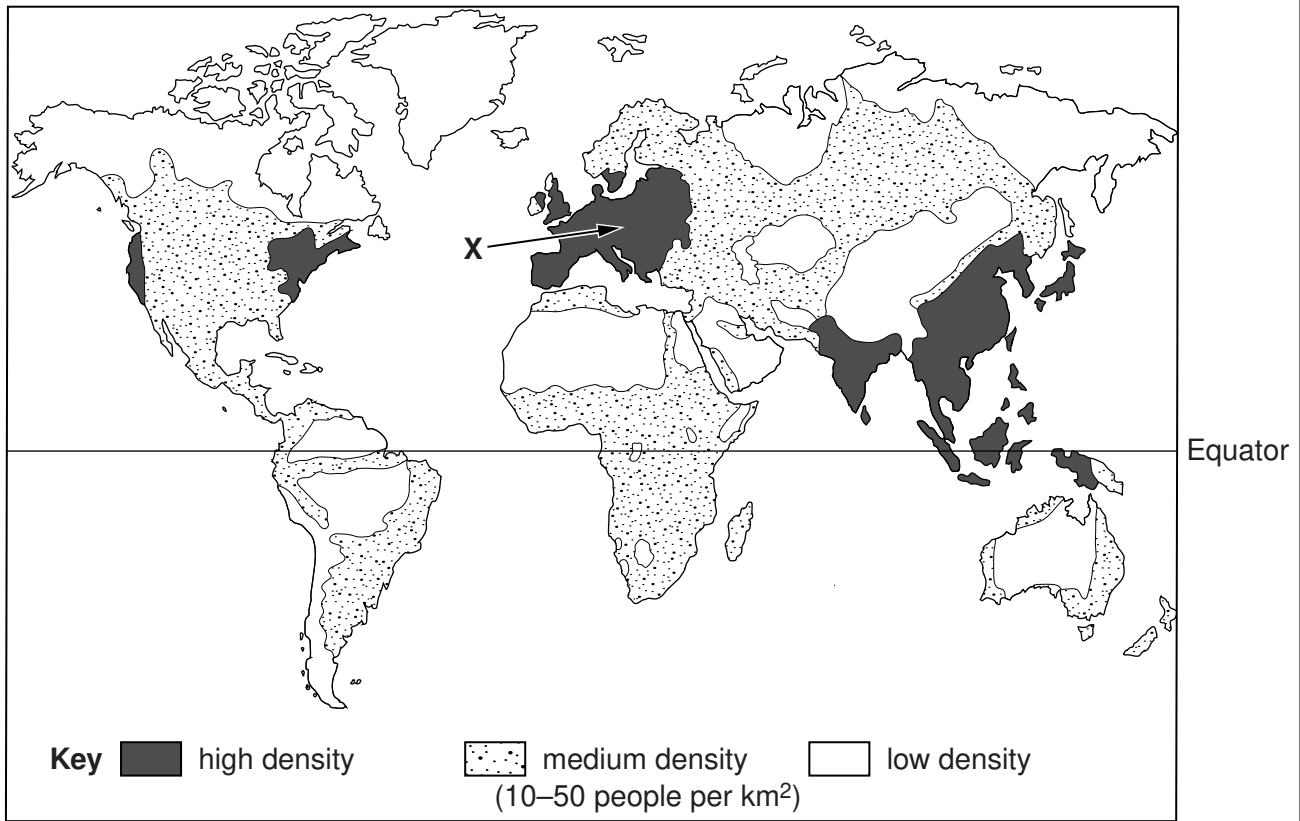 X
Equator
Key high density medium density low density
(10–50 people per km²)